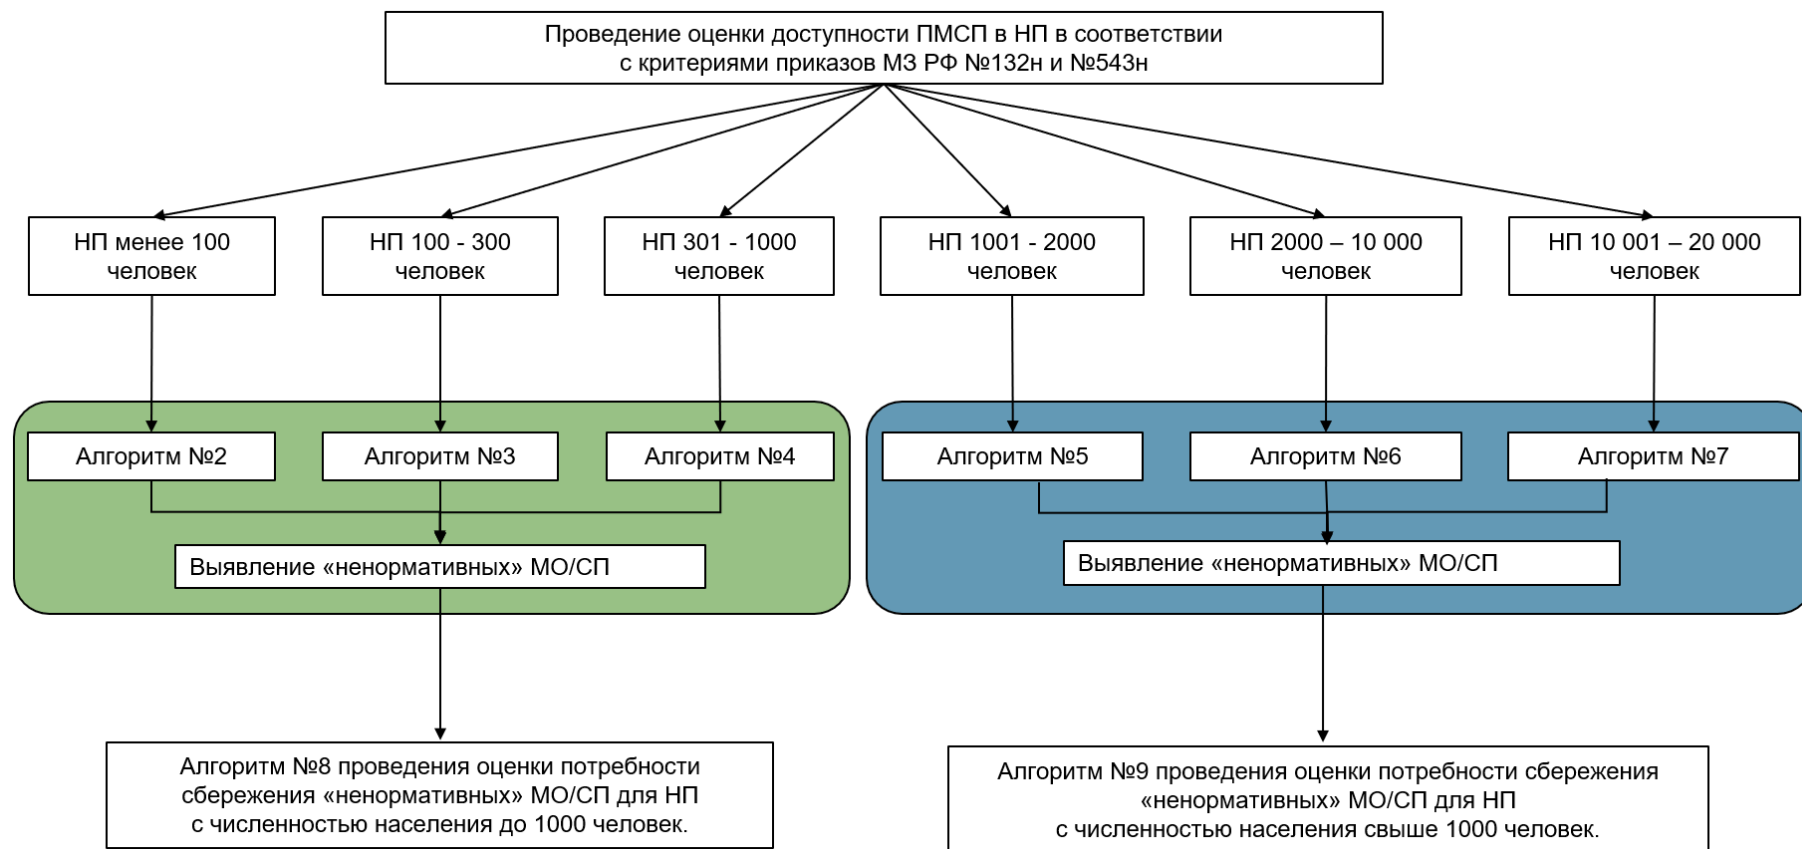 Проведение оценки доступности ПМСП в НП в соответствии
с критериями приказов МЗ РФ №132н и №543н
НП менее 100
человек
НП 100 - 300
человек
НП 301 - 1000
человек
НП 1001 - 2000
человек
НП 2000 – 10 000
человек
НП 10 001 – 20 000
человек
Алгоритм №2
Алгоритм №3
Алгоритм №4
Алгоритм №5
Алгоритм №6
Алгоритм №7
Выявление «ненормативных» МО/СП
Выявление «ненормативных» МО/СП
Алгоритм №8 проведения оценки потребности
сбережения «ненормативных» МО/СП для НП
с численностью населения до 1000 человек.
Алгоритм №9 проведения оценки потребности сбережения
«ненормативных» МО/СП для НП
с численностью населения свыше 1000 человек.